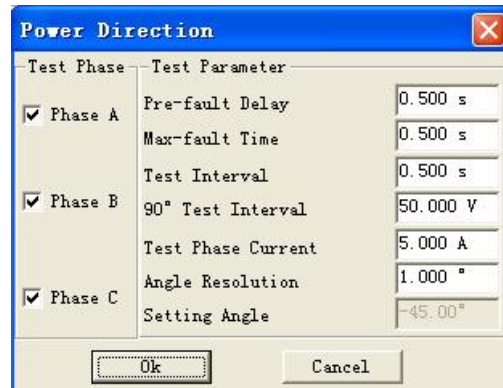 Power Direction
Test Phase
Test Parameter
Phase A
Phase B
Phase C
Pre-fault Delay
0.500 s
Max-fault Time
0.500 s
Test Interval
0.500 s
90° Test Interval
50.000 V
Test Phase Current
5.000 A
Angle Resolution
1.000 °
Setting Angle
-45.00°
Ok
Cancel